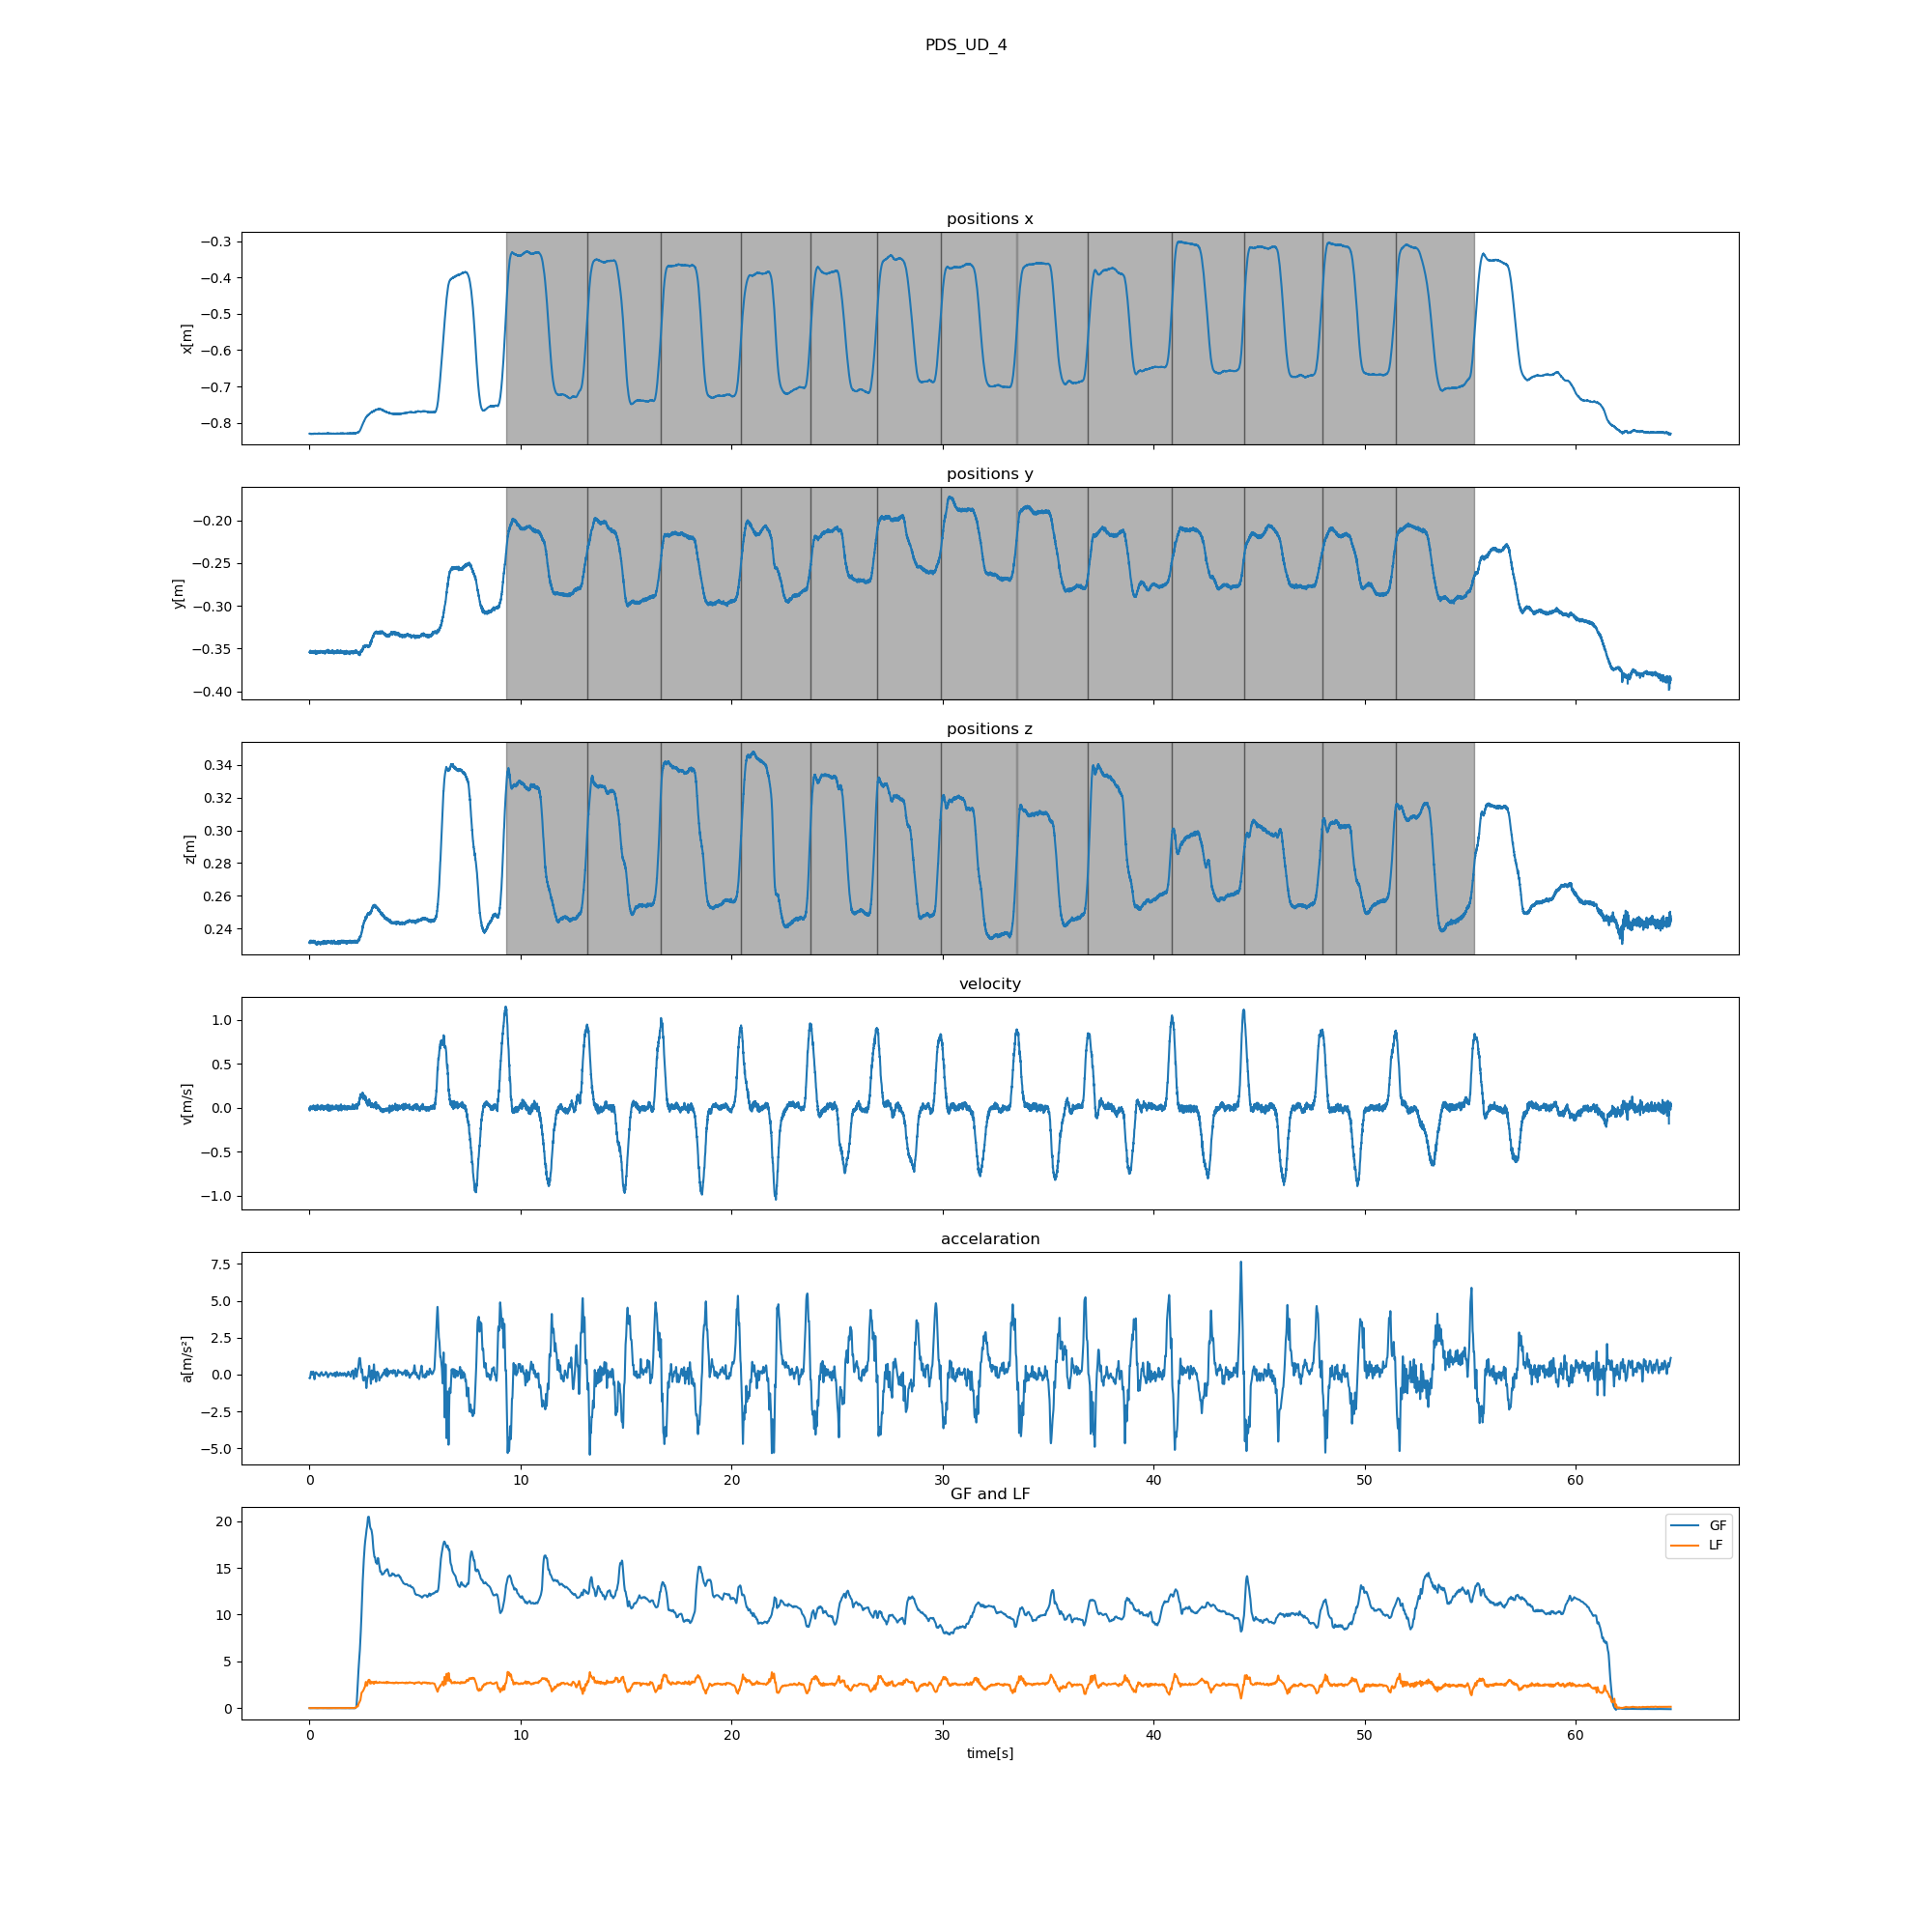 PDS_UD_4
positions x
−0.3
−0.4
−0.5
−0.6
−0.7
−0.8
x[m]
positions y
−0.20
−0.25
−0.30
−0.35
−0.40
y[m]
positions z
0.34
0.32
0.30
0.28
0.26
0.24
z[m]
velocity
1.0
0.5
0.0
−0.5
−1.0
v[m/s]
accelaration
7.5
5.0
2.5
0.0
−2.5
−5.0
a[m/s²]
0 10 20 30 40 50 60
GF and LF
20
15
10
5
0
GF
LF
0 10 20 30 40 50 60
time[s]